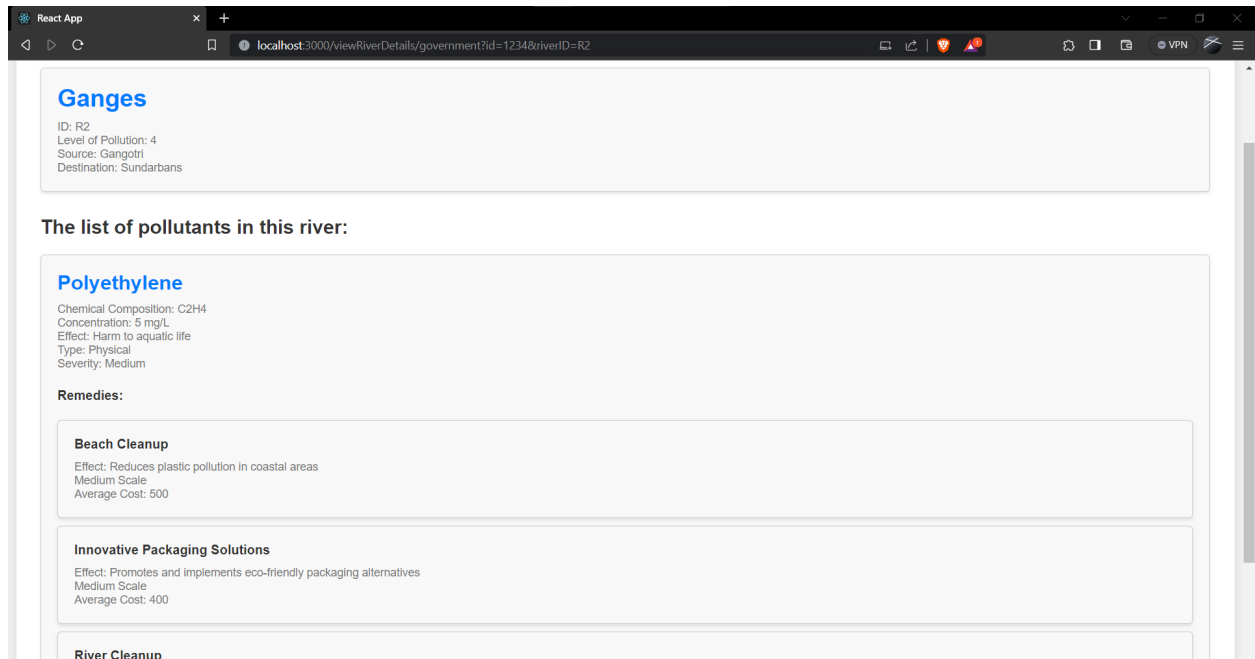 React App
localhost:3000/viewRiverDetails/government?id=1234&riverID=R2
1
VPN
Ganges
ID: R2
Level of Pollution: 4
Source: Gangotri
Destination: Sundarbans
The list of pollutants in this river:
Polyethylene
Chemical Composition: C2H4
Concentration: 5 mg/L
Effect: Harm to aquatic life
Type: Physical
Severity: Medium
Remedies:
Beach Cleanup
Effect: Reduces plastic pollution in coastal areas
Medium Scale
Average Cost: 500
Innovative Packaging Solutions
Effect: Promotes and implements eco-friendly packaging alternatives
Medium Scale
Average Cost: 400
River Cleanup